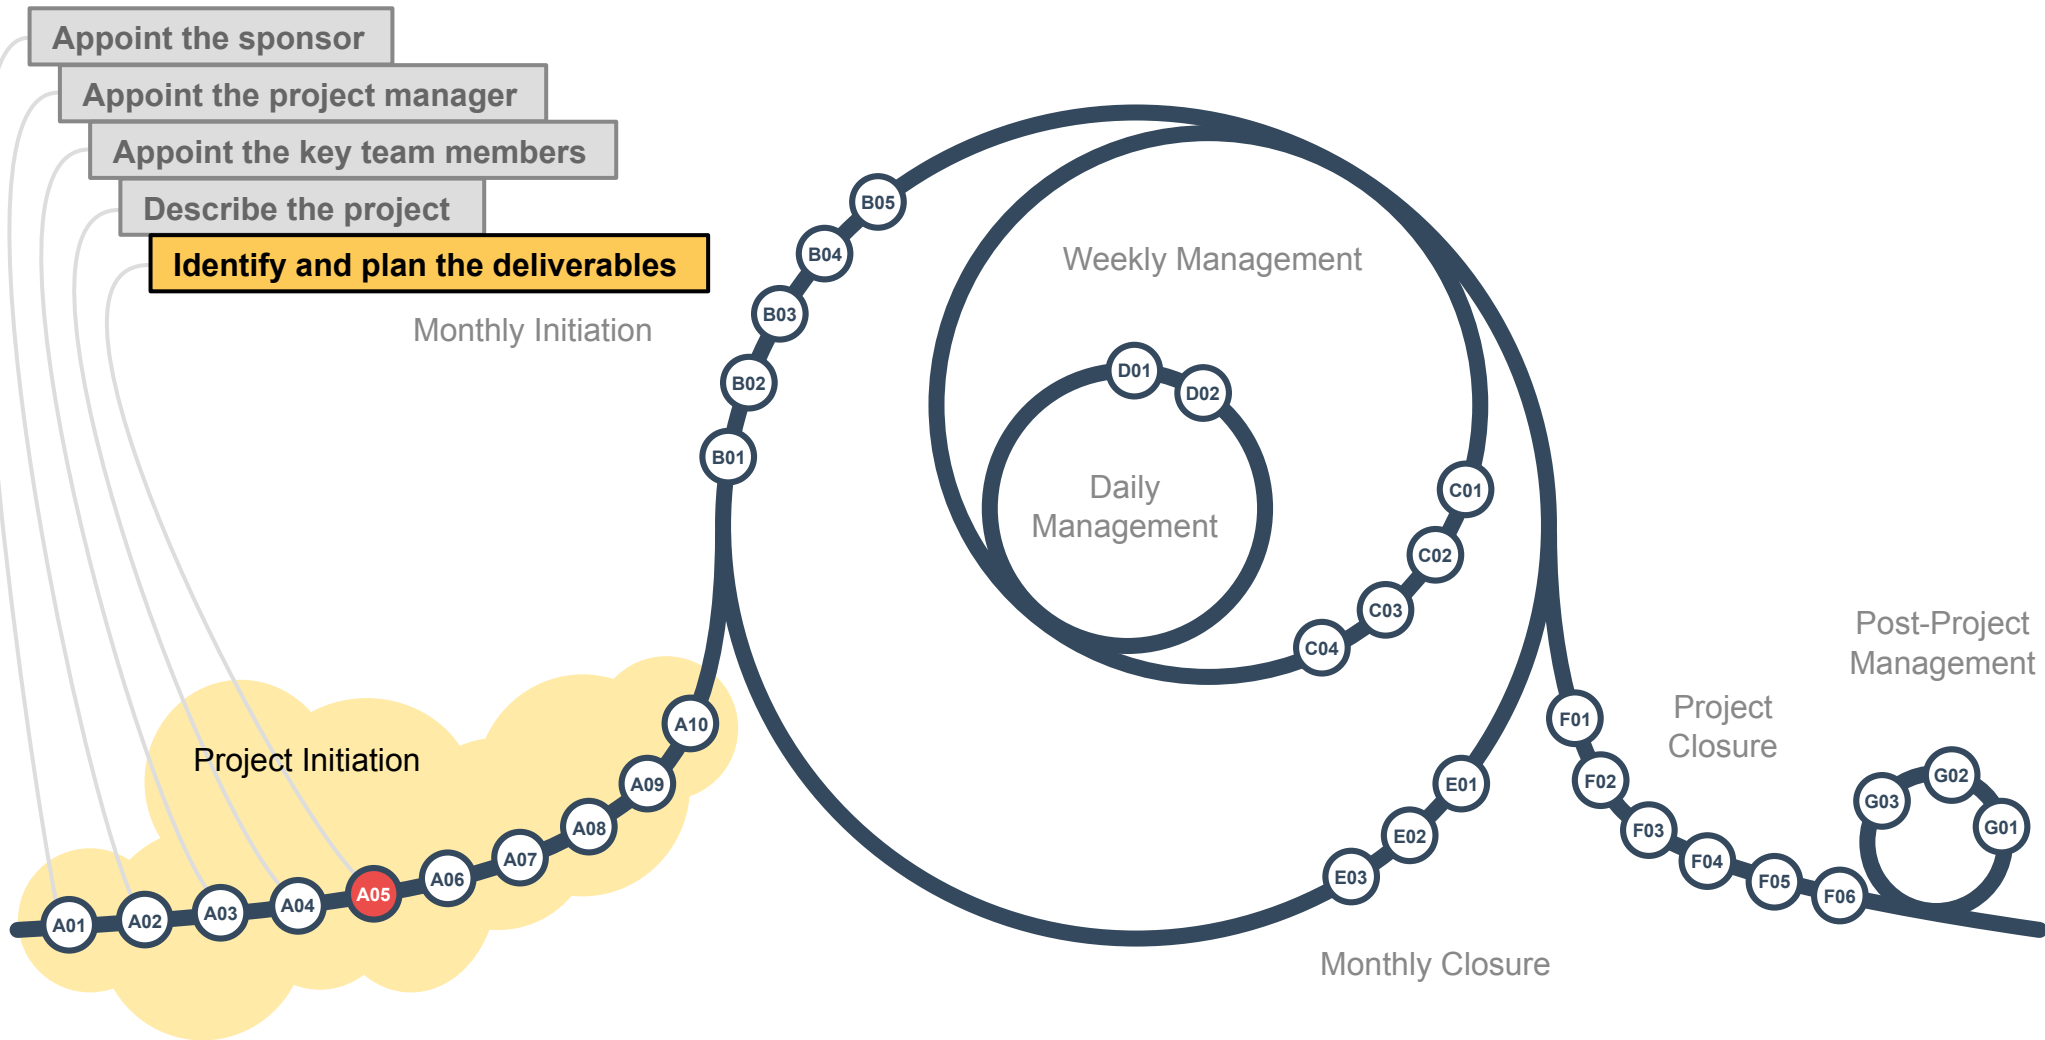 Appoint the sponsor
Appoint the project manager
Appoint the key team members
Describe the project
Identify and plan the deliverables
Monthly Initiation
B05
B04
B03
B02
B01
Weekly Management
D01
D02
Daily
Management
C01
C02
C03
C04
Project Initiation
A01
A02
A03
A04
A05
A06
A07
A08
A09
A10
E01
E02
E03
Monthly Closure
F01
F02
F03
F04
F05
F06
Project
Closure
Post-Project
Management
G03
G02
G01